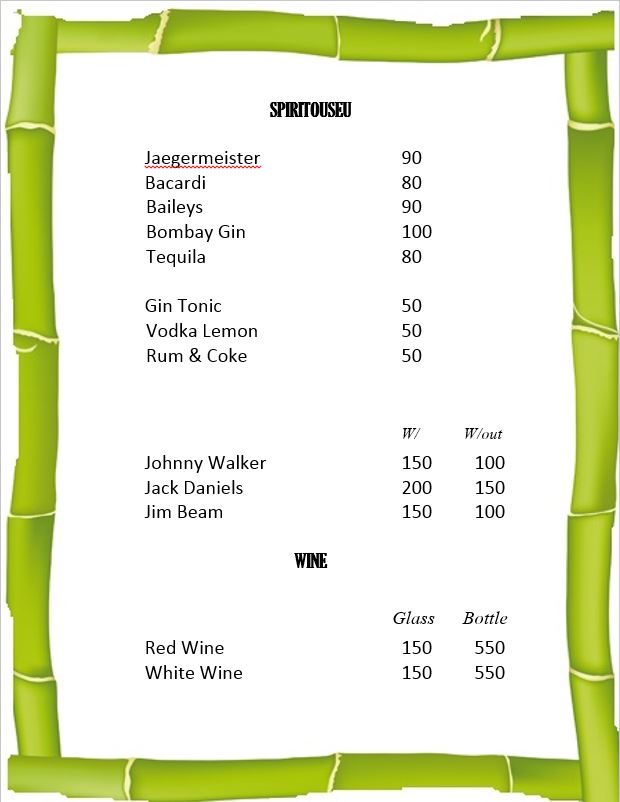 SPIRITOUSEU
Jaegermeister 90
Bacardi 80
Baileys 90
Bombay Gin 100
Tequila 80
Gin Tonic 50
Vodka Lemon 50
Rum & Coke 50
W/ W/out
Johnny Walker 150 100
Jack Daniels 200 150
Jim Beam 150 100
WINE
Glass Bottle
Red Wine 150 550
White Wine 150 550